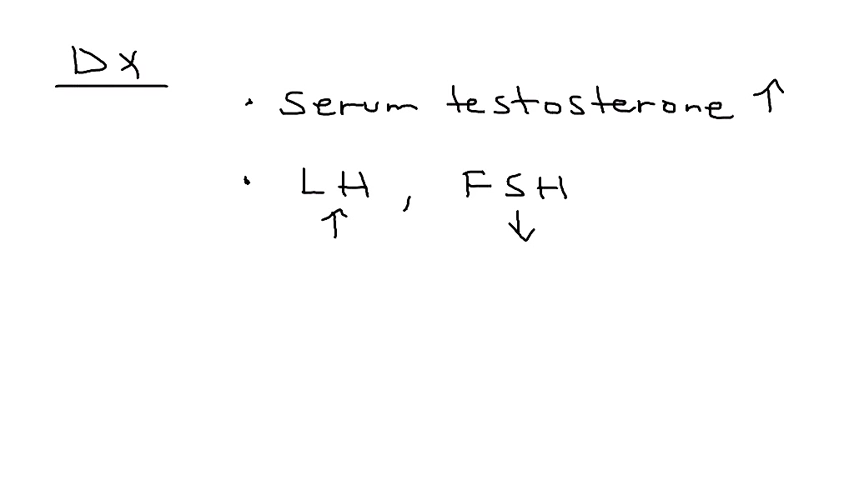 Dx
• Serum testosterone ↑
• LH, FSH
↑ ↓